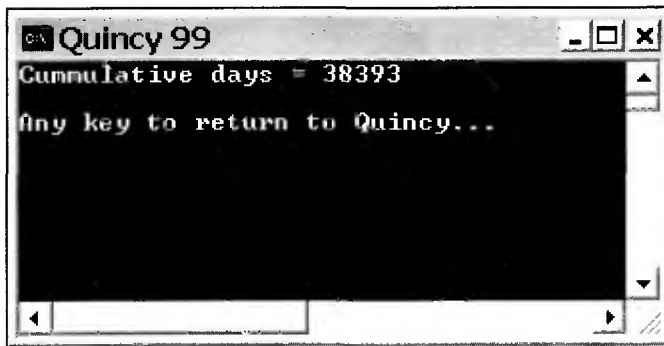 Quincy 99
Cummulative days = 38393
Any key to return to Quincy...